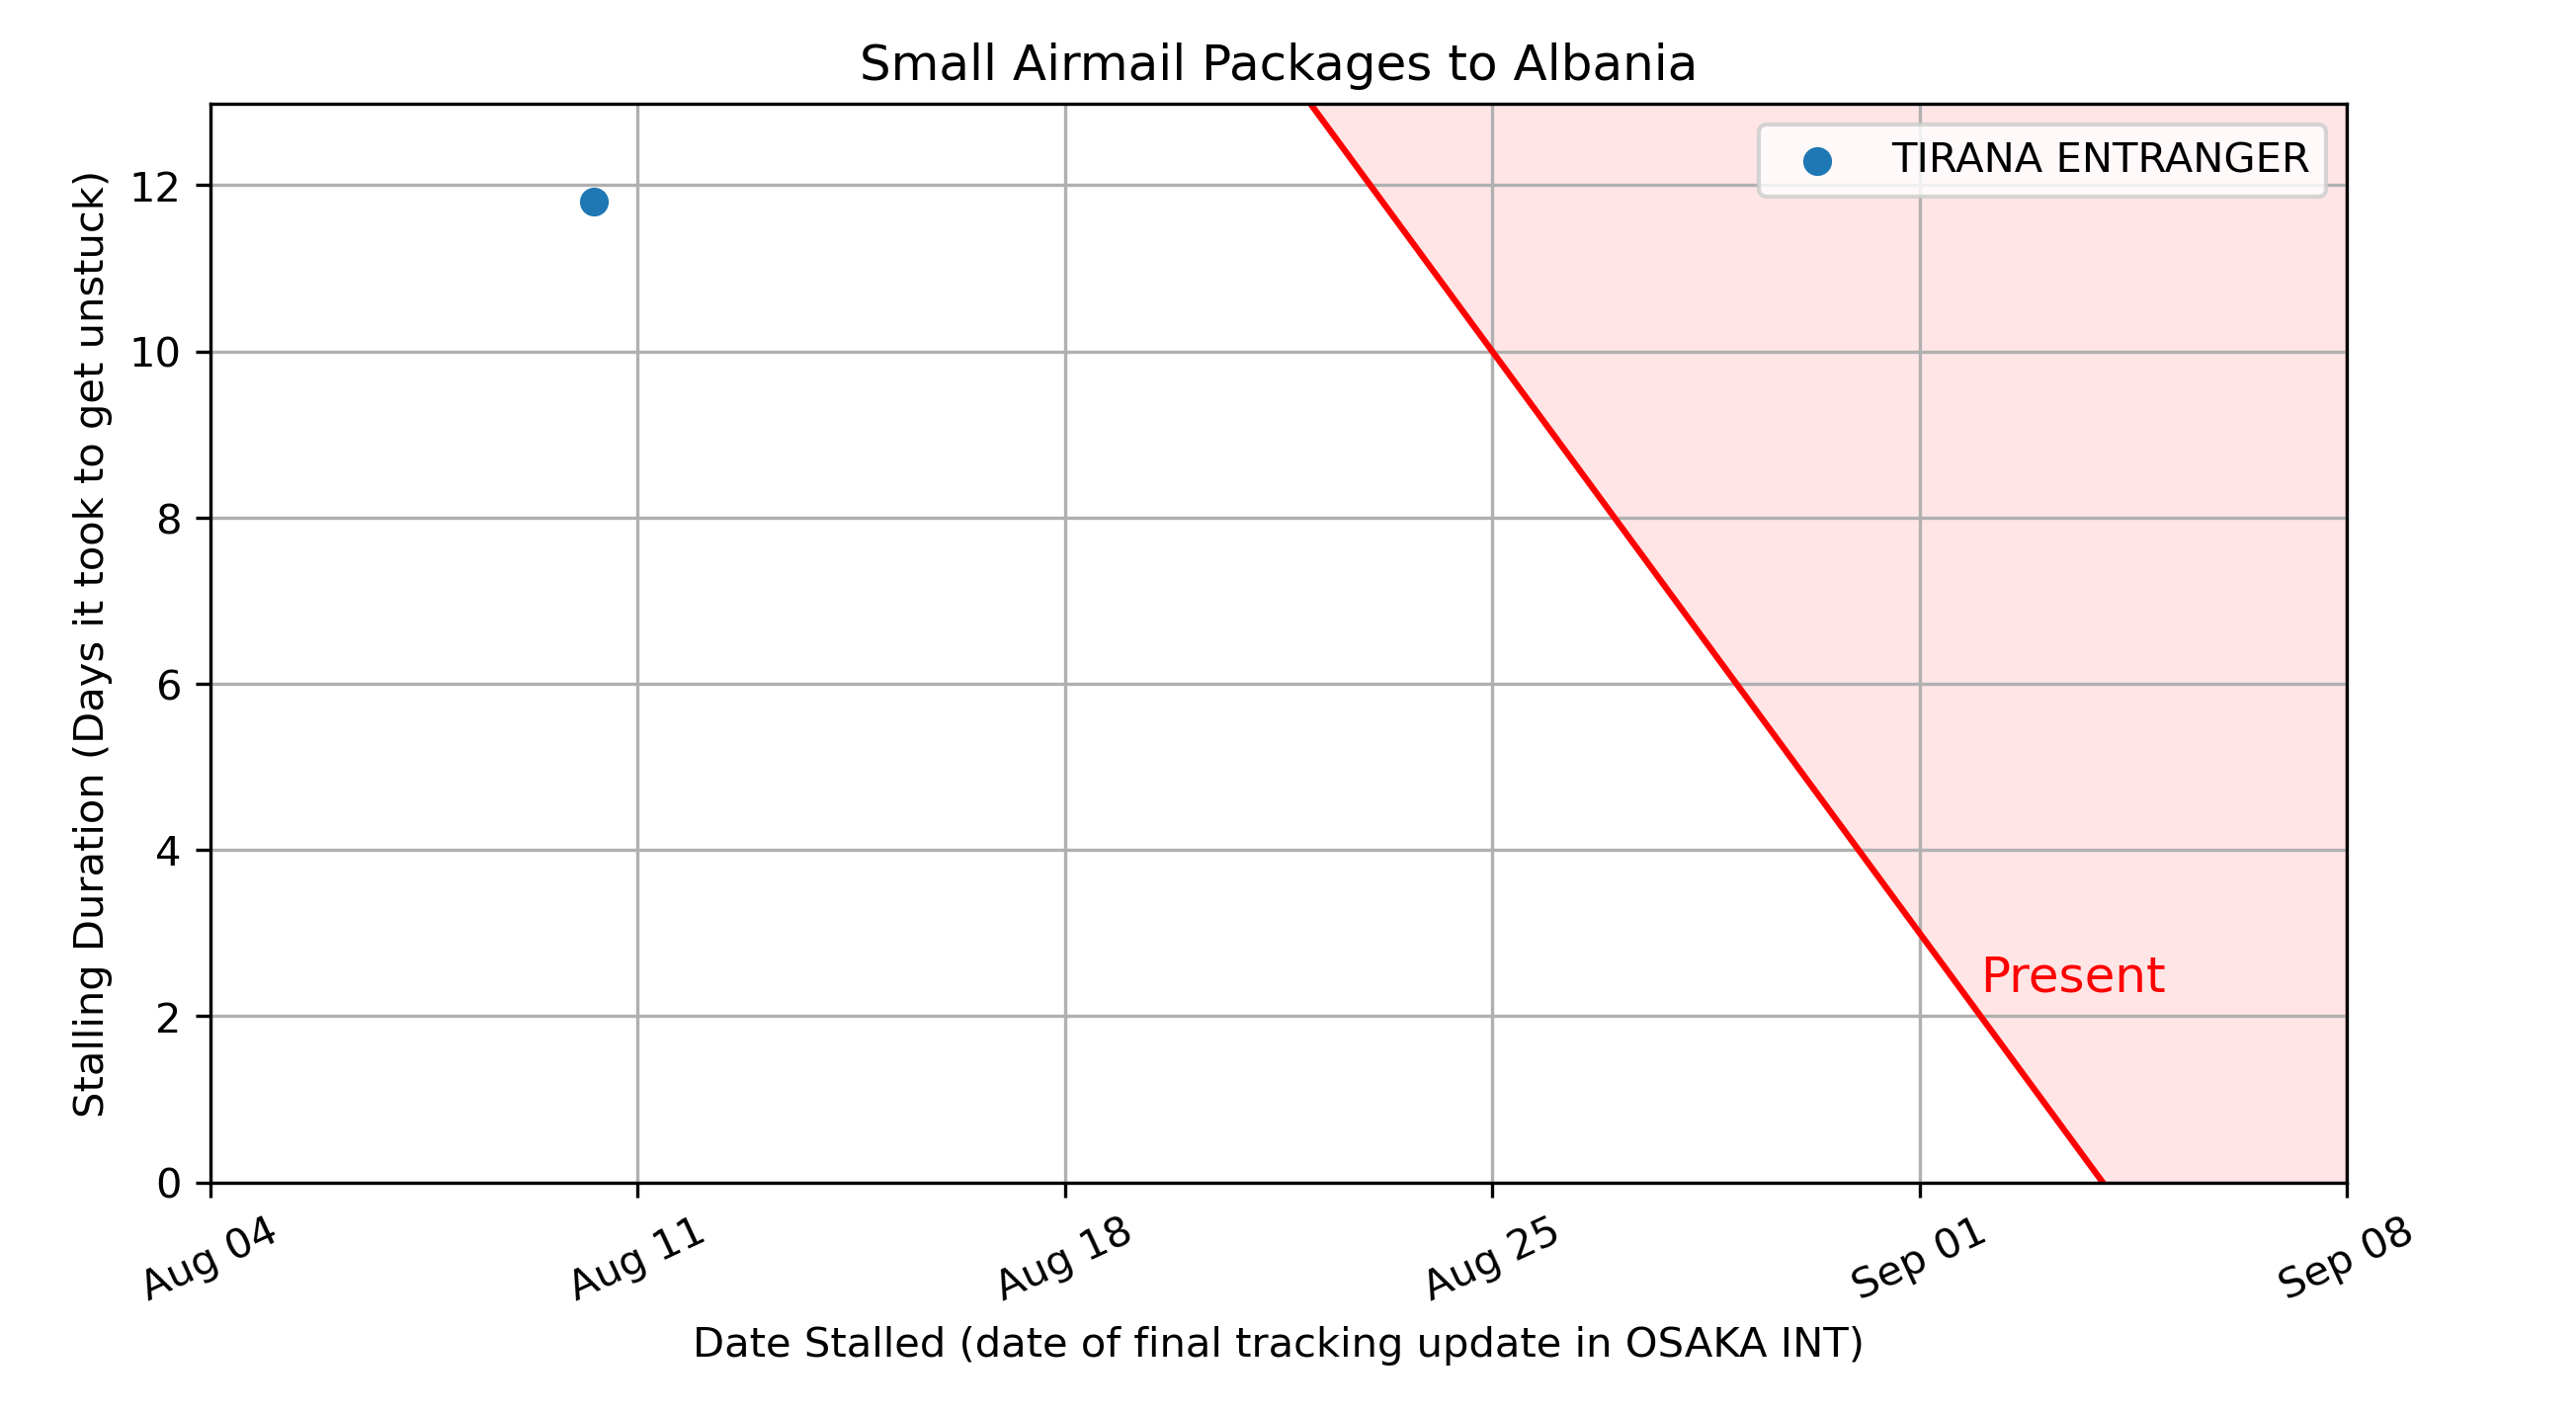 Small Airmail Packages to Albania
TIRANA ENTRANGER
Stalling Duration (Days it took to get unstuck)
12
10
8
6
4
2
0
Present
Aug 04
Aug 11
Aug 18
Aug 25
Sep 01
Sep 08
Date Stalled (date of final tracking update in OSAKA INT)